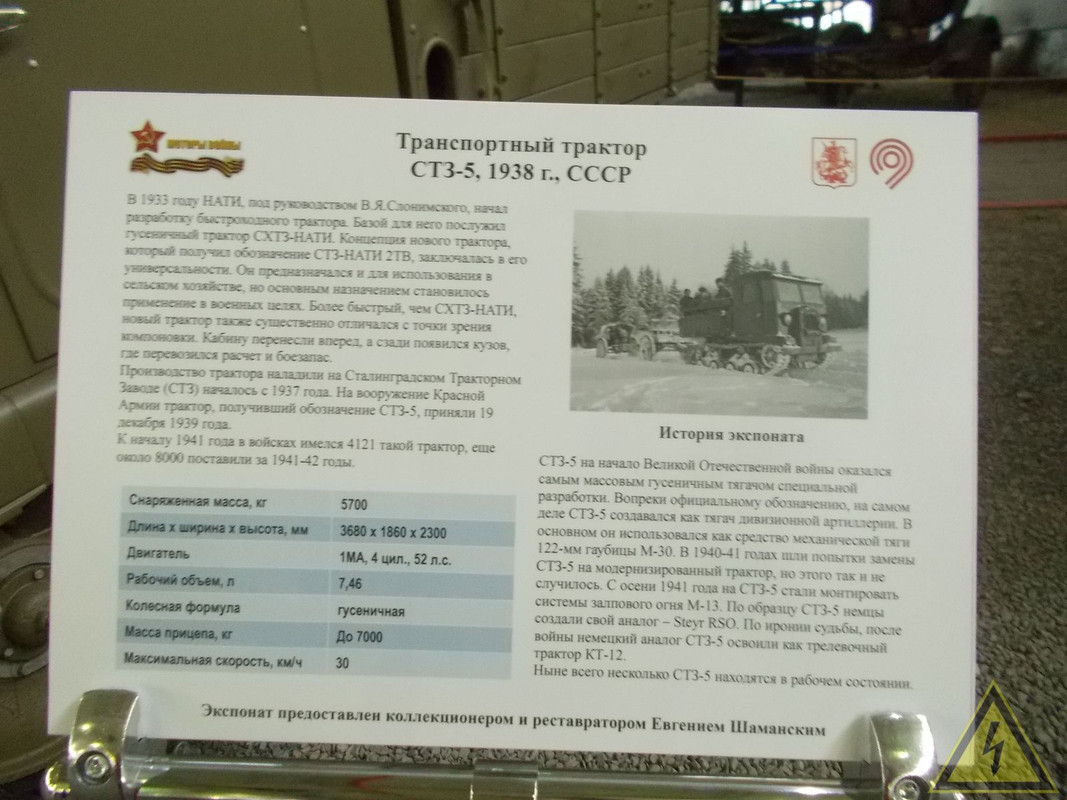 МОТОРЫ ВОЙНЫ
Транспортный трактор
СТЗ-5, 1938 г., СССР
В 1933 году НАТИ, под руководством В.Я.Слонимского, начал
разработку быстроходного трактора. Базой для него послужил
гусеничный трактор СХТЗ-НАТИ. Концепция нового трактора,
который получил обозначение СТЗ-НАТИ 2ТВ, заключалась в его
универсальности. Он предназначался и для использования в
сельском хозяйстве, но основным назначением становилось
применение в военных целях. Более быстрый, чем СХТЗ-НАТИ,
новый трактор также существенно отличался с точки зрения
компоновки. Кабину перенесли вперед, а сзади появился кузов,
где перевозился расчет и боезапас.
Производство трактора наладили на Сталинградском Тракторном
Заводе (СТЗ) началось с 1937 года. На вооружение Красной
Армии трактор, получивший обозначение СТЗ-5, приняли 19
декабря 1939 года.
К началу 1941 года в войсках имелся 4121 такой трактор, еще
около 8000 поставили за 1941-42 годы.
Снаряженная масса, кг 5700
Длина х ширина х высота, мм 3680 х 1860 х 2300
Двигатель 1МА, 4 цил., 52 л.с.
Рабочий объем, л 7,46
Колесная формула гусеничная
Масса прицепа, кг До 7000
Максимальная скорость, км/ч 30
История экспоната
СТЗ-5 на начало Великой Отечественной войны оказался
самым массовым гусеничным тягачом специальной
разработки. Вопреки официальному обозначению, на самом
деле СТЗ-5 создавался как тягач дивизионной артиллерии. В
основном он использовался как средство механической тяги
122-мм гаубицы М-30. В 1940-41 годах шли попытки замены
СТЗ-5 на модернизированный трактор, но этого так и не
случилось. С осени 1941 года на СТЗ-5 стали монтировать
системы залпового огня М-13. По образцу СТЗ-5 немцы
создали свой аналог – Steyr RSO. По иронии судьбы, после
войны немецкий аналог СТЗ-5 освоили как трелевочный
трактор КТ-12.
Ныне всего несколько СТЗ-5 находятся в рабочем состоянии.
Экспонат предоставлен коллекционером и реставратором Евгением Шаманским